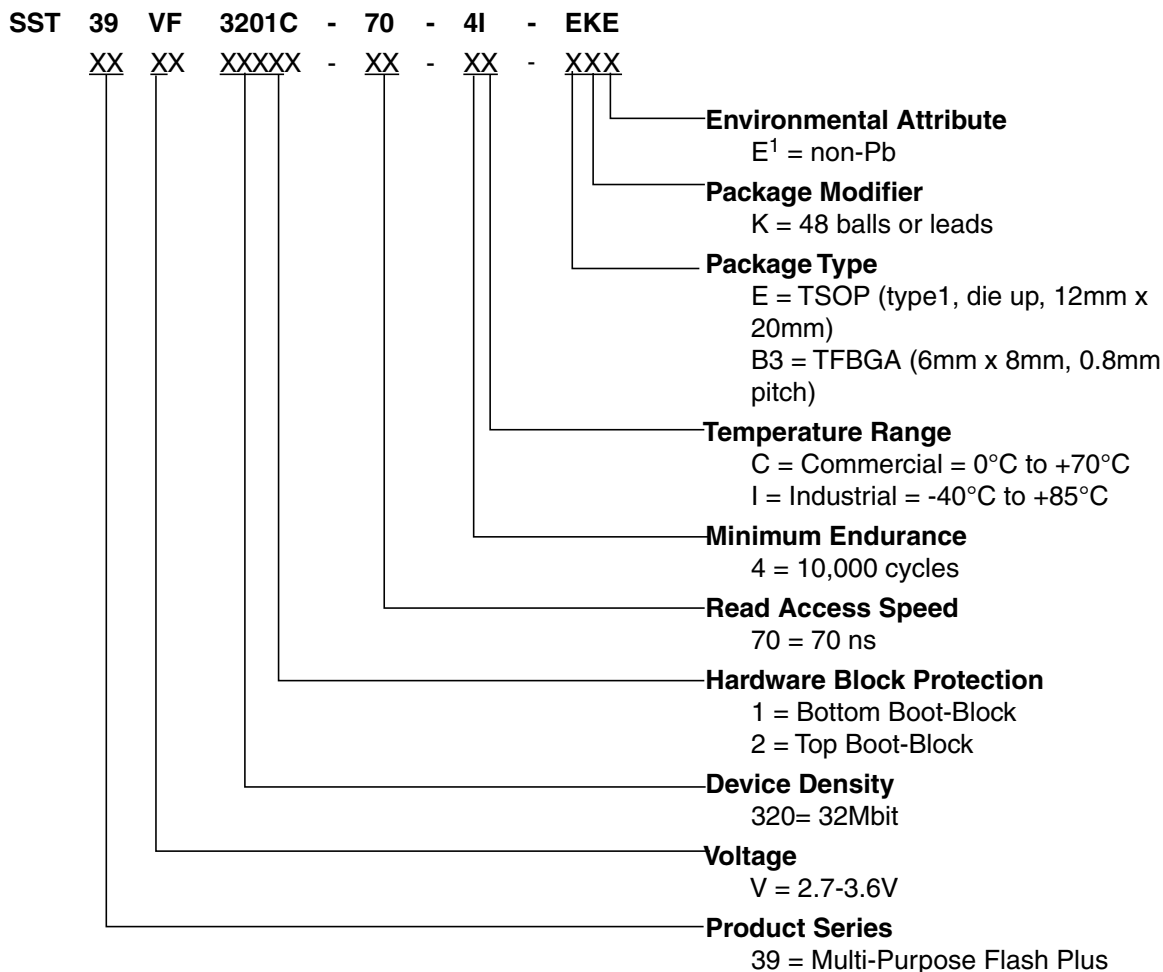 SST 39 VF 3201C - 70 - 4I - EKE
XX XX XXXXX - XX - XX - XXX
Environmental Attribute
E1 = non-Pb
Package Modifier
K = 48 balls or leads
Package Type
E = TSOP (type1, die up, 12mm x
20mm)
B3 = TFBGA (6mm x 8mm, 0.8mm
pitch)
Temperature Range
C = Commercial = 0°C to +70°C
I = Industrial = -40°C to +85°C
Minimum Endurance
4 = 10,000 cycles
Read Access Speed
70 = 70 ns
Hardware Block Protection
1 = Bottom Boot-Block
2 = Top Boot-Block
Device Density
320= 32Mbit
Voltage
V = 2.7-3.6V
Product Series
39 = Multi-Purpose Flash Plus